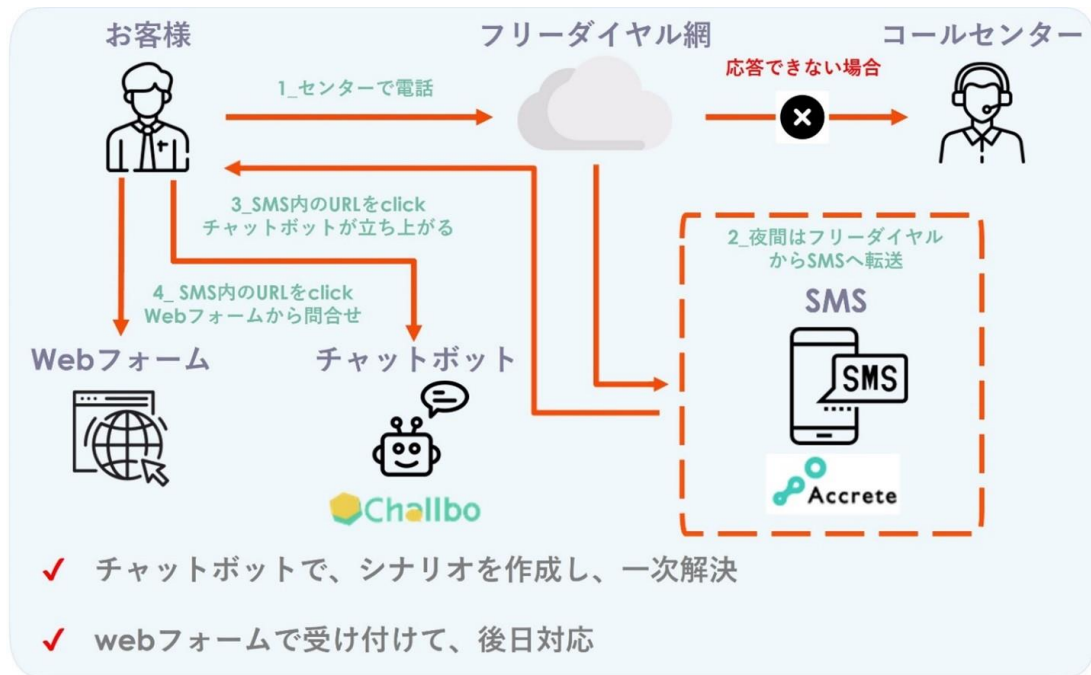 お客様
フリーダイヤル網
コールセンター
1_センターで電話
応答できない場合
3_SMS内のURLをclick
チャットボットが立ち上がる
2_夜間はフリーダイヤル
からSMSへ転送
SMS
4_ SMS内のURLをclick
Webフォームから問合せ
Webフォーム
チャットボット
SMS
Accrete
Challbo
チャットボットで、シナリオを作成し、一次解決
webフォームで受け付けて、後日対応